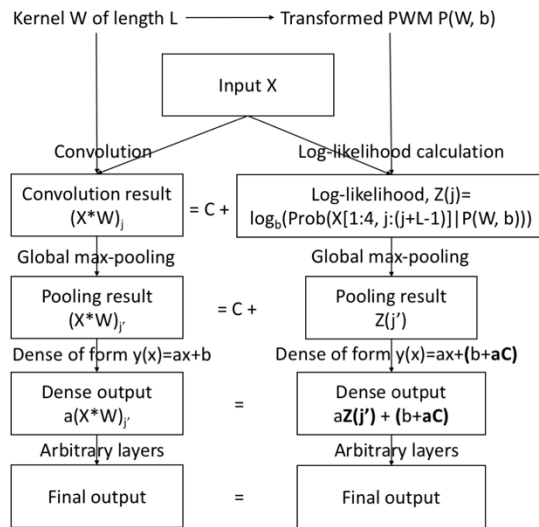 Kernel W of length L
Transformed PWM P(W, b)
Input X
Convolution
Log-likelihood calculation
Convolution result
(X*W)j
= C +
Log-likelihood, Z(j)=
logb(Prob(X[1:4, j:(j+L-1)]|P(W, b)))
Global max-pooling
Global max-pooling
Pooling result
(X*W)j’
= C +
Pooling result
Z(j’)
Dense of form y(x)=ax+b
Dense of form y(x)=ax+(b+aC)
Dense output
a(X*W)j’
=
Dense output
aZ(j’) + (b+aC)
Arbitrary layers
Arbitrary layers
Final output
=
Final output